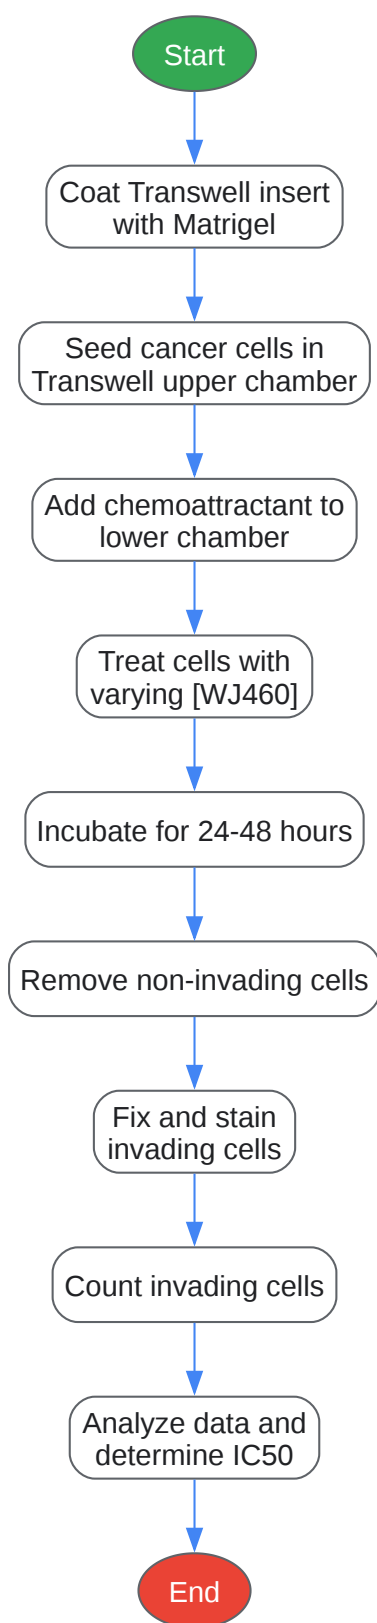 Start
Coat Transwell insert
with Matrigel
Seed cancer cells in
Transwell upper chamber
Add chemoattractant to
lower chamber
Treat cells with
varying [WJ460]
Incubate for 24-48 hours
Remove non-invading cells
Fix and stain
invading cells
Count invading cells
Analyze data and
determine IC50
End